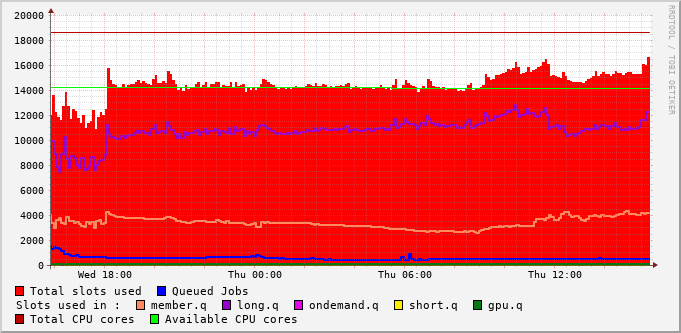 20000
18000
16000
14000
12000
10000
8000
6000
4000
2000
0
Wed 18:00 Thu 00:00 Thu 06:00 Thu 12:00
RRDTOOL / TOBI OETIKER
Total slots used Queued Jobs
Slots used in : member.q long.q ondemand.q short.q gpu.q
Total CPU cores Available CPU cores